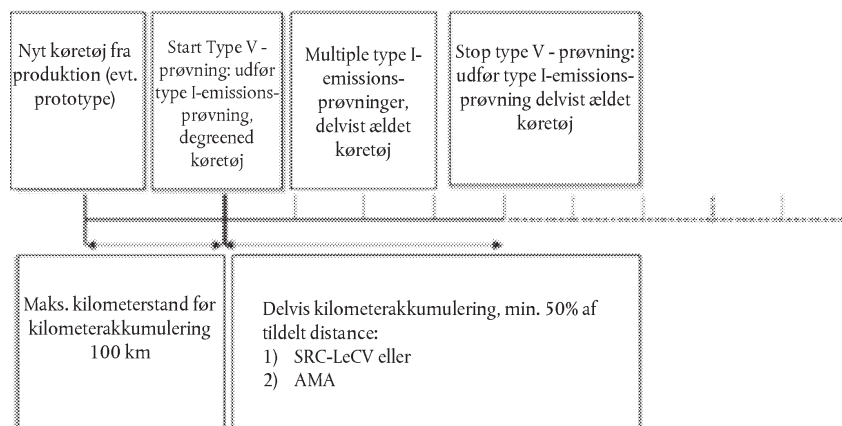 Nyt køretøj fra
produktion (evt.
prototype)
Start Type V -
prøvning: udfør
type I-emissions-
prøvning,
degreened
køretøj
Multiple type I-
emissions-
prøvninger,
delvist ældet
køretøj
Stop type V - prøvning:
udfør type I-emissions-
prøvning delvist ældet
køretøj
Maks. kilometerstand før
kilometerakkumulering
100 km
Delvis kilometerakkumulering, min. 50% af
tildelt distance:
1) SRC-LeCV eller
2) AMA